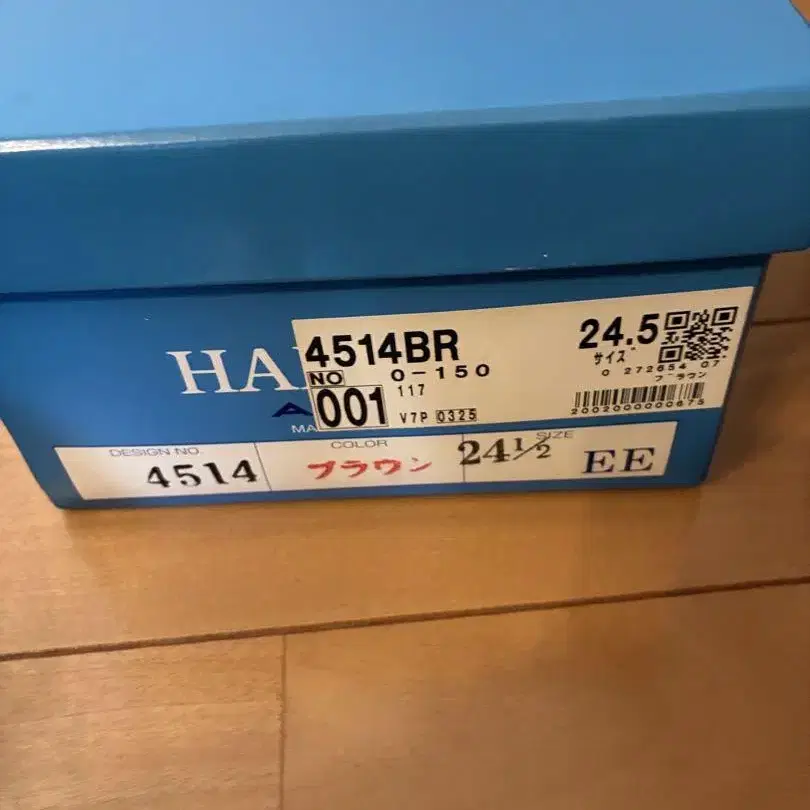 HA
4514BR
24.5
サイズ
NO
0-150
0 272654 07
ブラウン
001
117
V7P 0325
2002000000675
MA
DESIGN NO.
COLOR
SIZE
4514
ブラウン
24½
EE